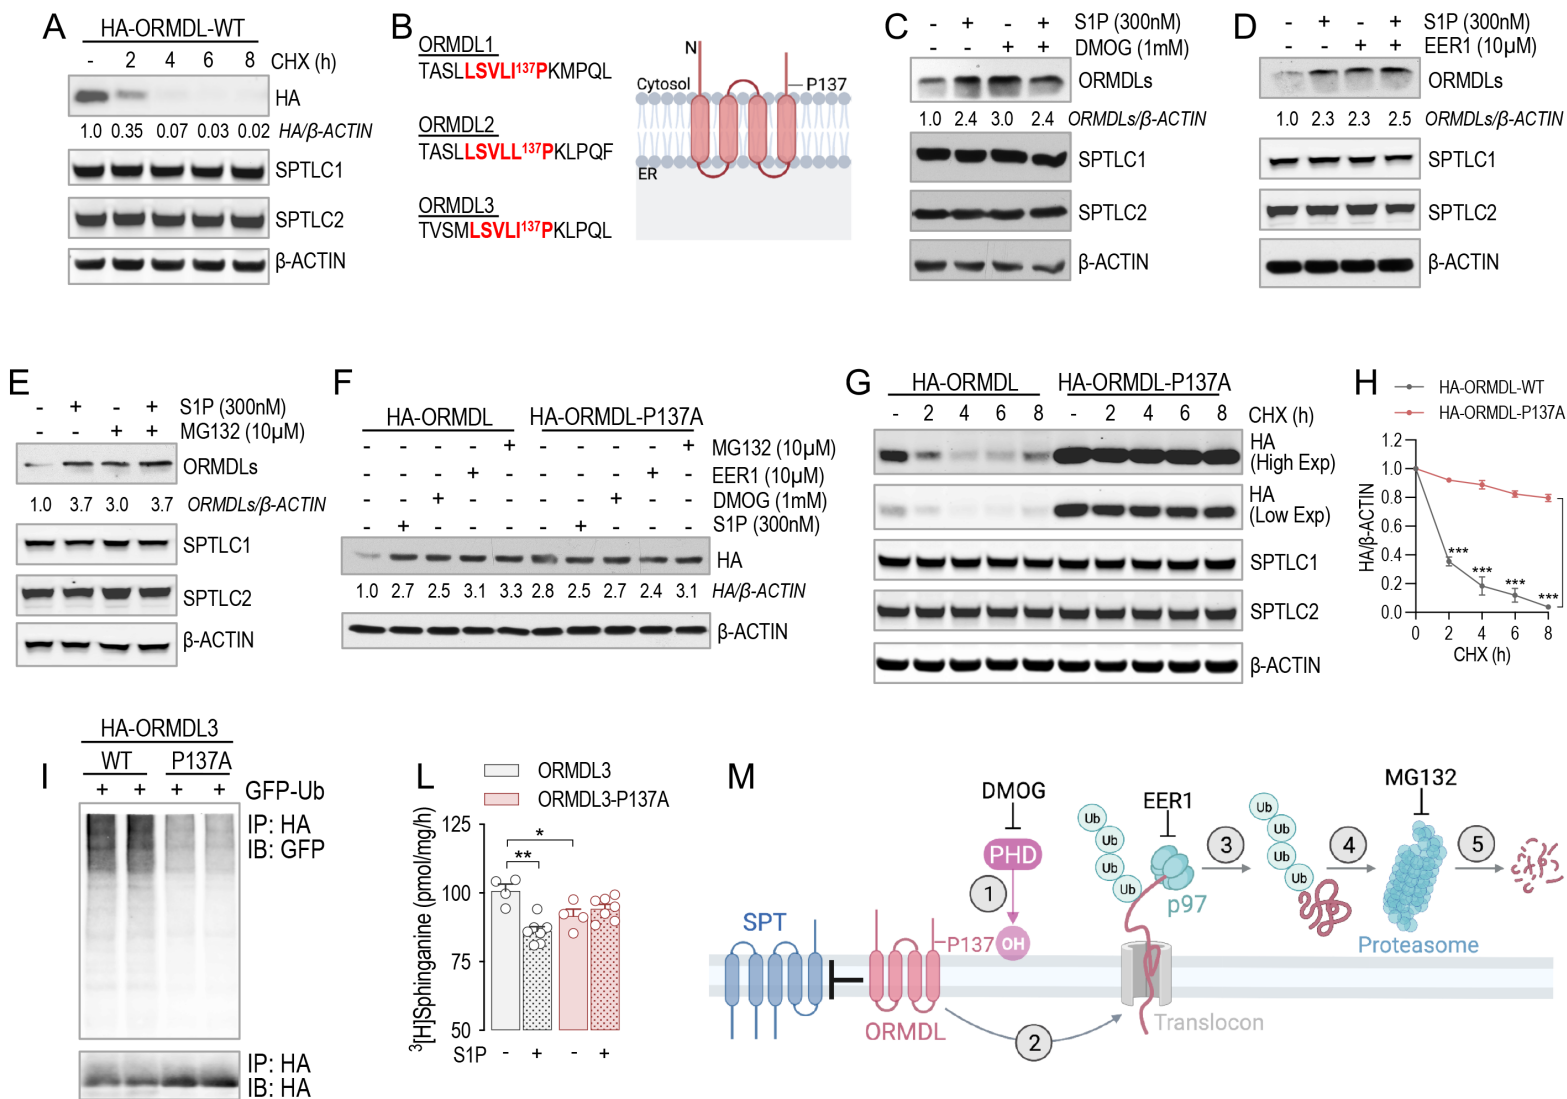 A
HA-ORMDL-WT
- 2 4 6 8 CHX (h)
HA
1.0 0.35 0.07 0.03 0.02 HA/β-ACTIN
SPTLC1
SPTLC2
β-ACTIN
B
ORMDL1
TASLLSVLI¹³⁷PKMPQL
ORMDL2
TASLLSVLL¹³⁷PKLPQF
ORMDL3
TVSMLSVLI¹³⁷PKLPQL
N
Cytosol
P137
ER
C
- + - + S1P (300nM)
- - + + DMOG (1mM)
ORMDLs
1.0 2.4 3.0 2.4 ORMDLs/β-ACTIN
SPTLC1
SPTLC2
β-ACTIN
D
- + - + S1P (300nM)
- - + + EER1 (10µM)
ORMDLs
1.0 2.3 2.3 2.5 ORMDLs/β-ACTIN
SPTLC1
SPTLC2
β-ACTIN
E
- + - + S1P (300nM)
- - + + MG132 (10µM)
ORMDLs
1.0 3.7 3.0 3.7 ORMDLs/β-ACTIN
SPTLC1
SPTLC2
β-ACTIN
F
HA-ORMDL HA-ORMDL-P137A
- - - - + - - - - + MG132 (10µM)
- - - + - - - - + - EER1 (10µM)
- - + - - - - + - - DMOG (1mM)
- + - - - - + - - - S1P (300nM)
HA
1.0 2.7 2.5 3.1 3.3 2.8 2.5 2.7 2.4 3.1 HA/β-ACTIN
β-ACTIN
G
HA-ORMDL HA-ORMDL-P137A
- 2 4 6 8 - 2 4 6 8 CHX (h)
HA
(High Exp)
HA
(Low Exp)
SPTLC1
SPTLC2
β-ACTIN
H
HA-ORMDL-WT
HA-ORMDL-P137A
HA/β-ACTIN
1.2
1.0
0.8
0.6
0.4
0.2
0.0
***
***
***
***
0 2 4 6 8
CHX (h)
I
HA-ORMDL3
WT P137A
+ + + + GFP-Ub
IP: HA
IB: GFP
IP: HA
IB: HA
L
ORMDL3
ORMDL3-P137A
³[H]Sphinganine (pmol/mg/h)
125
100
75
50
*
**
S1P - + - +
M
DMOG
PHD
1
OH
P137
SPT
ORMDL
2
Ub
Ub
Ub
Ub
EER1
p97
Translocon
3
Ub
Ub
Ub
Ub
4
MG132
Proteasome
5